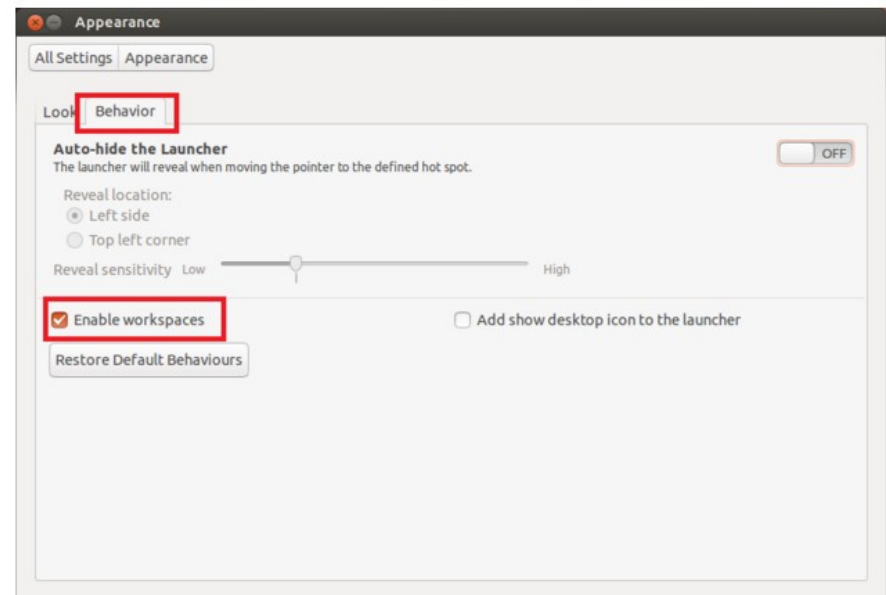 Appearance
All Settings Appearance
Look Behavior
Auto-hide the Launcher
The launcher will reveal when moving the pointer to the defined hot spot.
OFF
Reveal location:
Left side
Top left corner
Reveal sensitivity Low High
Enable workspaces Add show desktop icon to the launcher
Restore Default Behaviours